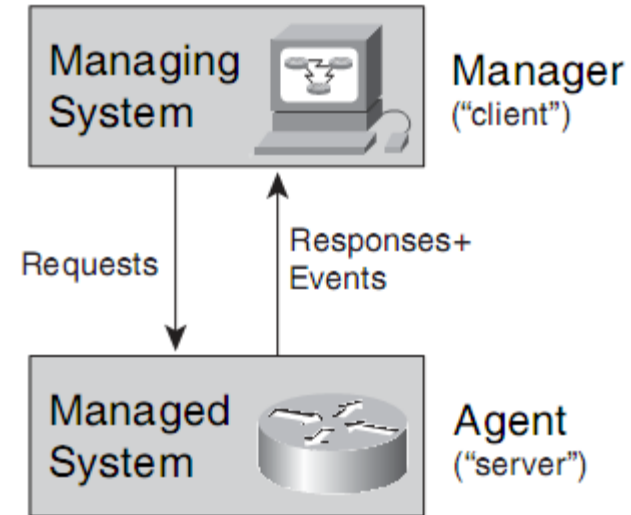 Managing
System
Manager
(“client”)
Requests
Responses+
Events
Managed
System
Agent
(“server”)